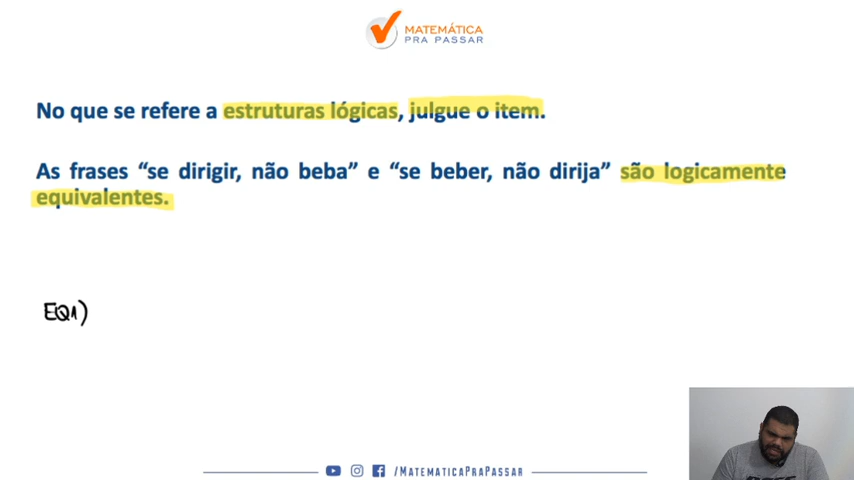 MATEMÁTICA
PRA PASSAR
No que se refere a estruturas lógicas, julgue o item.
As frases “se dirigir, não beba” e “se beber, não dirija” são logicamente
equivalentes.
EQ1)
/MATEMATICAPRAPASSAR